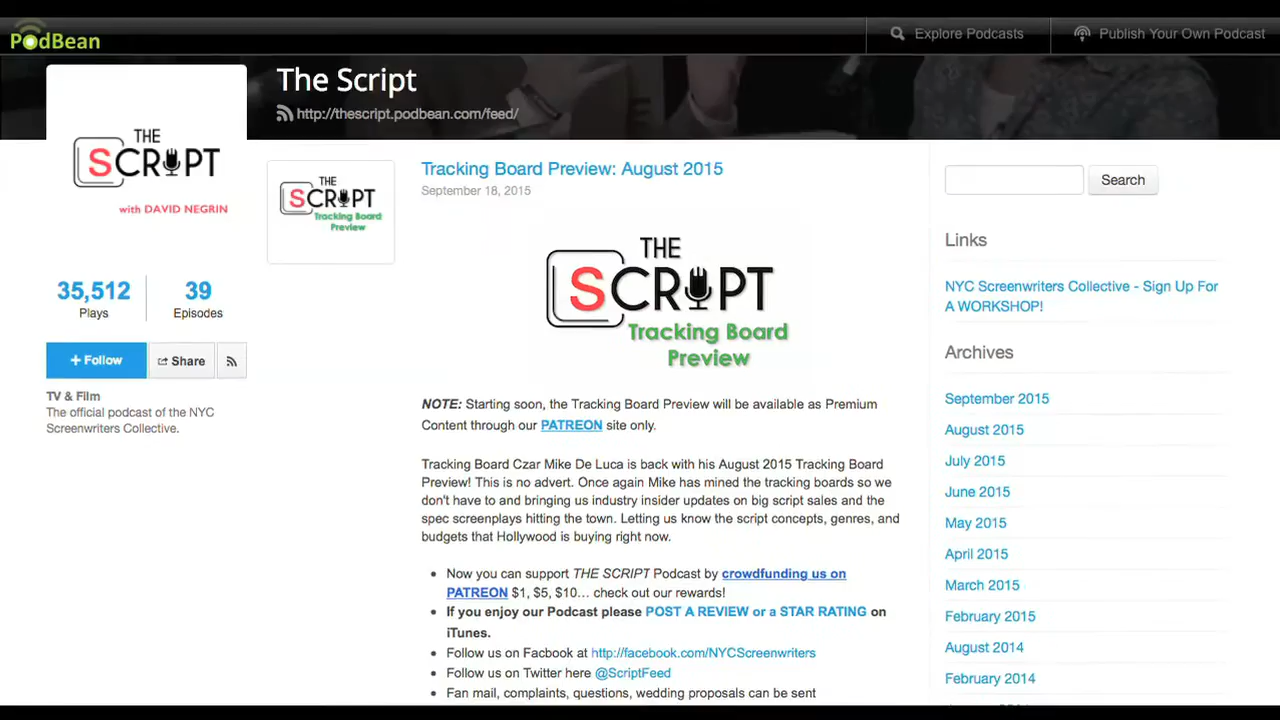 PodBean
Explore Podcasts
Publish Your Own Podcast
The Script
http://thescript.podbean.com/feed/
THE
SCRIPT
with DAVID NEGRIN
35,512
Plays
39
Episodes
+ Follow
Share
TV & Film
The official podcast of the NYC
Screenwriters Collective.
THE
SCRIPT
Tracking Board
Preview
Tracking Board Preview: August 2015
September 18, 2015
THE
SCRIPT
Tracking Board
Preview
NOTE: Starting soon, the Tracking Board Preview will be available as Premium
Content through our PATREON site only.
Tracking Board Czar Mike De Luca is back with his August 2015 Tracking Board
Preview! This is no advert. Once again Mike has mined the tracking boards so we
don't have to and bringing us industry insider updates on big script sales and the
spec screenplays hitting the town. Letting us know the script concepts, genres, and
budgets that Hollywood is buying right now.
• Now you can support THE SCRIPT Podcast by crowdfunding us on
PATREON $1, $5, $10... check out our rewards!
• If you enjoy our Podcast please POST A REVIEW or a STAR RATING on
iTunes.
• Follow us on Facbook at http://facebook.com/NYCScreenwriters
• Follow us on Twitter here @ScriptFeed
• Fan mail, complaints, questions, wedding proposals can be sent
Search
Links
NYC Screenwriters Collective - Sign Up For
A WORKSHOP!
Archives
September 2015
August 2015
July 2015
June 2015
May 2015
April 2015
March 2015
February 2015
August 2014
February 2014